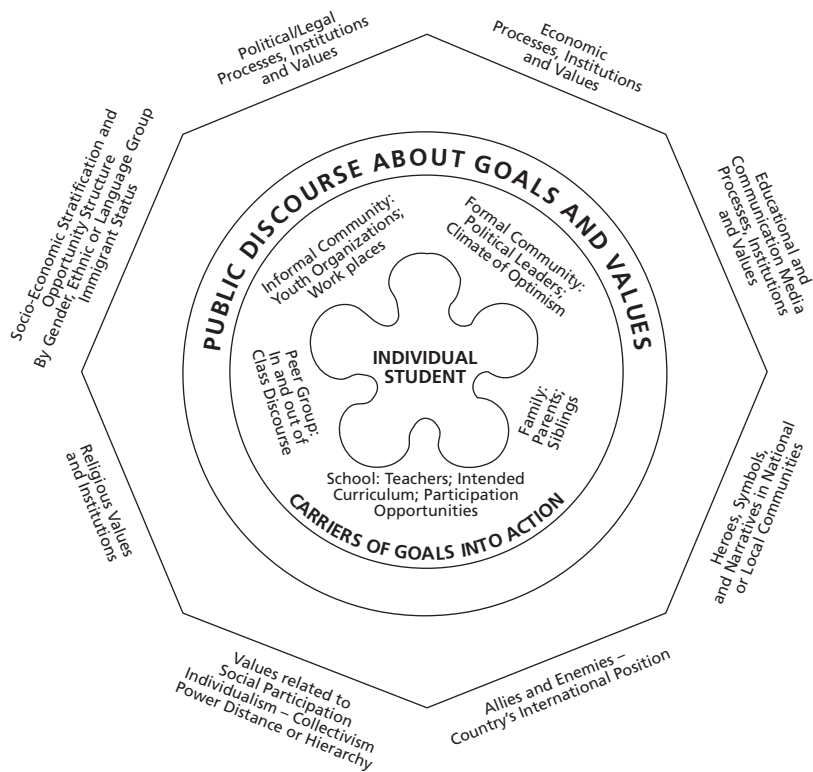 Political/Legal
Processes, Institutions
and Values
Economic
Processes, Institutions
and Values
Socio-Economic Stratification and
Opportunity Structure
By Gender, Ethnic or Language Group
Immigrant Status
Educational and
Communication Media
Processes, Institutions
and Values
PUBLIC DISCOURSE ABOUT GOALS AND VALUES
Informal Community:
Youth Organizations;
Work places
Formal Community:
Political Leaders;
Climate of Optimism
INDIVIDUAL
STUDENT
Peer Group:
In and out of
Class Discourse
Family:
Parents;
Siblings
School: Teachers; Intended
Curriculum; Participation
Opportunities
CARRIERS OF GOALS INTO ACTION
Religious Values
and Institutions
Heroes, Symbols,
and Narratives in National
or Local Communities
Values related to
Social Participation
Individualism – Collectivism
Power Distance or Hierarchy
Allies and Enemies –
Country's International Position